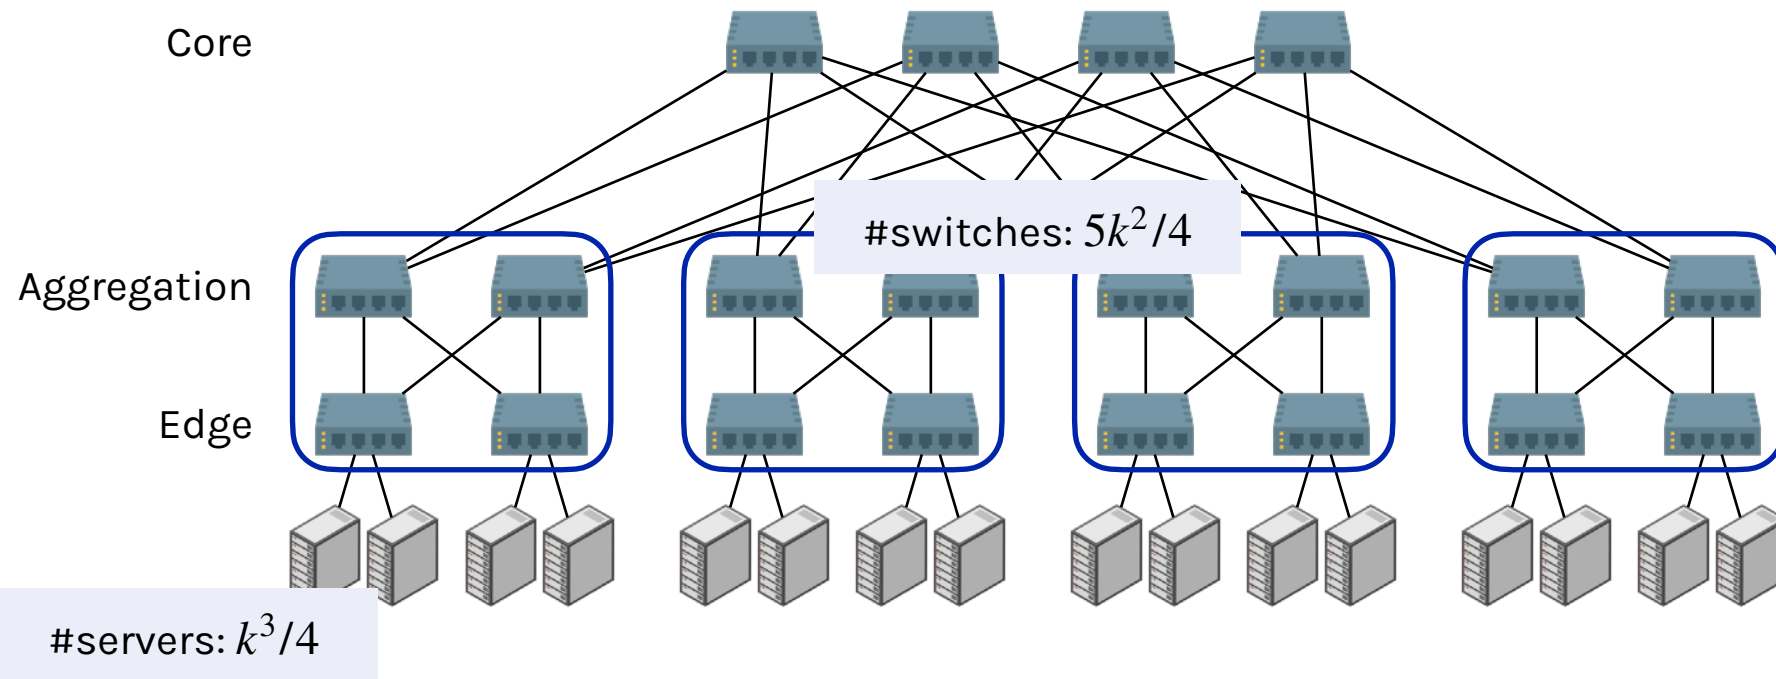 Core
#switches: 5k²/4
Aggregation
Edge
#servers: k³/4